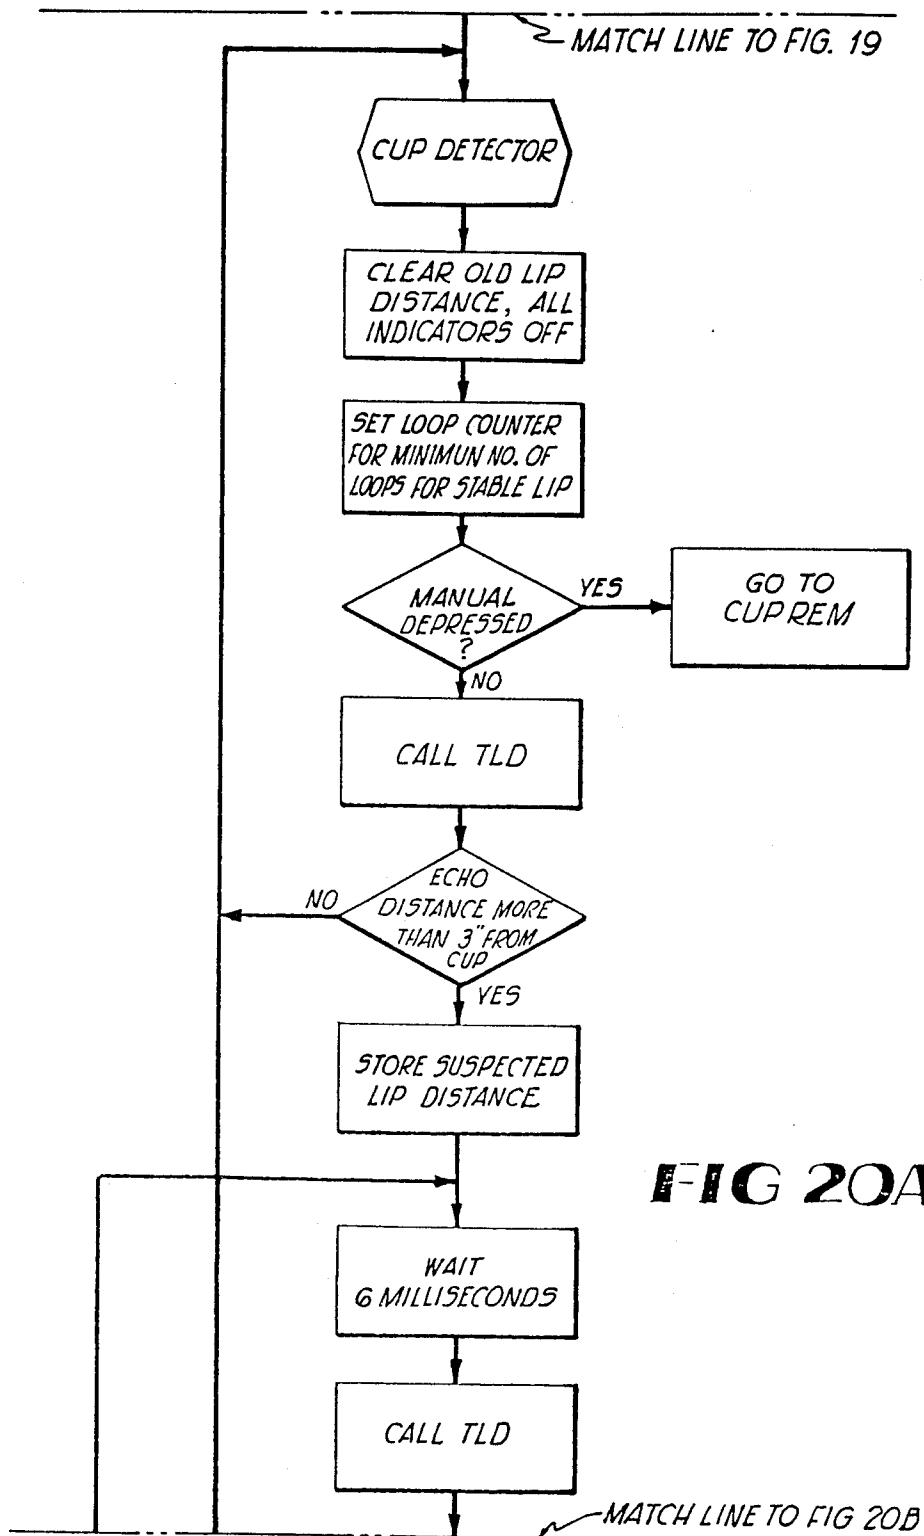 MATCH LINE TO FIG. 19
CUP DETECTOR
CLEAR OLD LIP
DISTANCE, ALL
INDICATORS OFF
SET LOOP COUNTER
FOR MINIMUN NO. OF
LOOPS FOR STABLE LIP
MANUAL
DEPRESSED
?
YES
GO TO
CUP REM
NO
CALL TLD
ECHO
DISTANCE MORE
THAN 3" FROM
CUP
NO
YES
STORE SUSPECTED
LIP DISTANCE
FIG 20A
WAIT
6 MILLISECONDS
CALL TLD
MATCH LINE TO FIG 20B